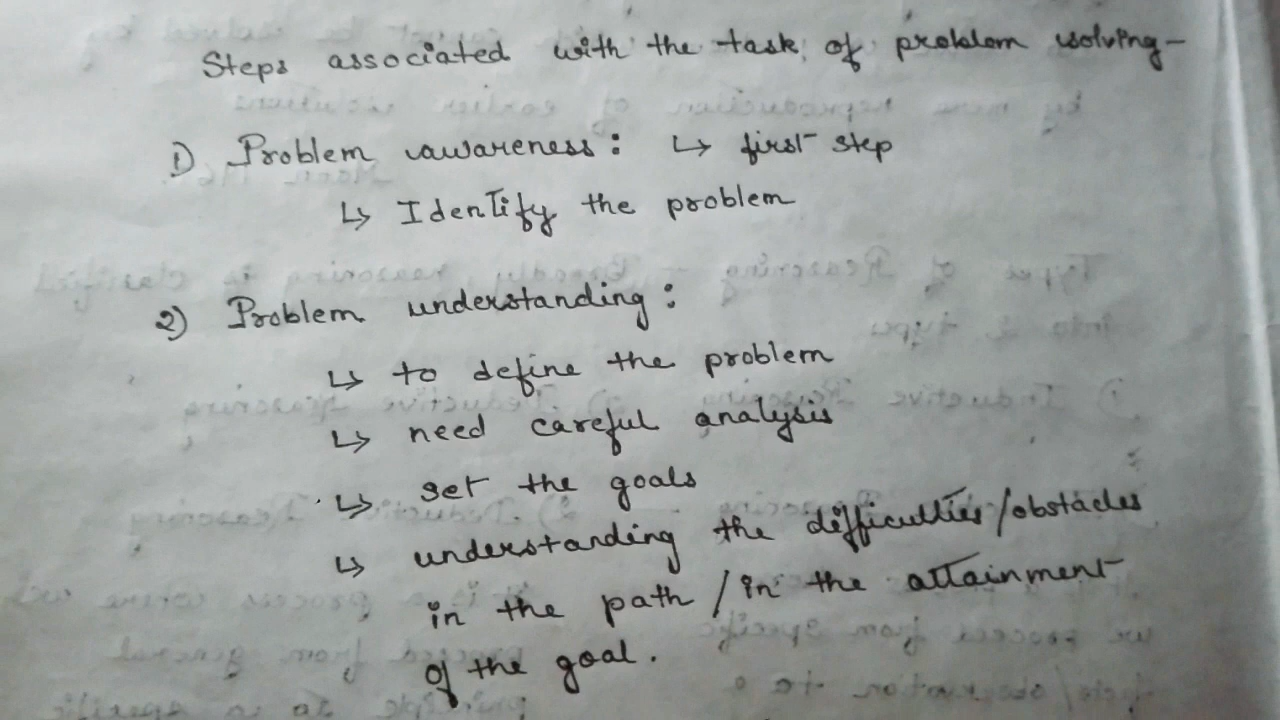 Steps associated with the task of problem solving-
1) Problem awareness: ↳ first step
↳ Identify the problem
2) Problem understanding:
↳ to define the problem
↳ need careful analysis
↳ set the goals
↳ understanding the difficulties/obstacles
in the path / in the attainment
of the goal.